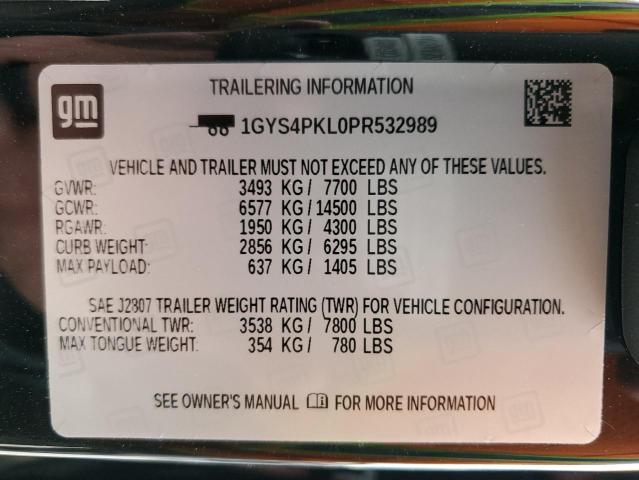 gm
TRAILERING INFORMATION
1GYS4PKL0PR532989
VEHICLE AND TRAILER MUST NOT EXCEED ANY OF THESE VALUES.
GVWR: 3493 KG/ 7700 LBS
GCWR: 6577 KG/14500 LBS
RGAWR: 1950 KG/ 4300 LBS
CURB WEIGHT: 2856 KG/ 6295 LBS
MAX PAYLOAD: 637 KG/ 1405 LBS
SAE J2807 TRAILER WEIGHT RATING (TWR) FOR VEHICLE CONFIGURATION.
CONVENTIONAL TWR: 3538 KG/ 7800 LBS
MAX TONGUE WEIGHT: 354 KG/ 780 LBS
SEE OWNER'S MANUAL FOR MORE INFORMATION